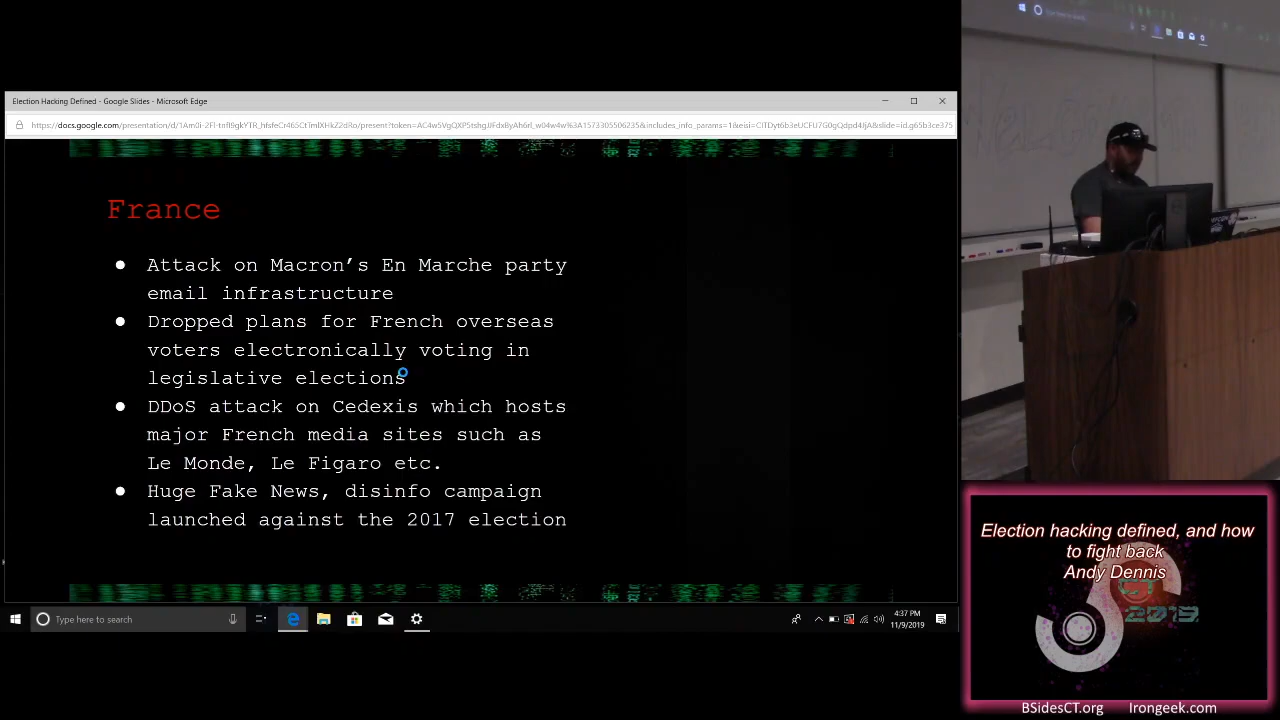 Election Hacking Defined - Google Slides - Microsoft Edge
France
● Attack on Macron's En Marche party
email infrastructure
● Dropped plans for French overseas
voters electronically voting in
legislative elections
● DDoS attack on Cedexis which hosts
major French media sites such as
Le Monde, Le Figaro etc.
● Huge Fake News, disinfo campaign
launched against the 2017 election
Type here to search
4:37 PM
11/9/2019
Election hacking defined, and how
to fight back
Andy Dennis
CT
2019
BSidesCT.org Irongeek.com